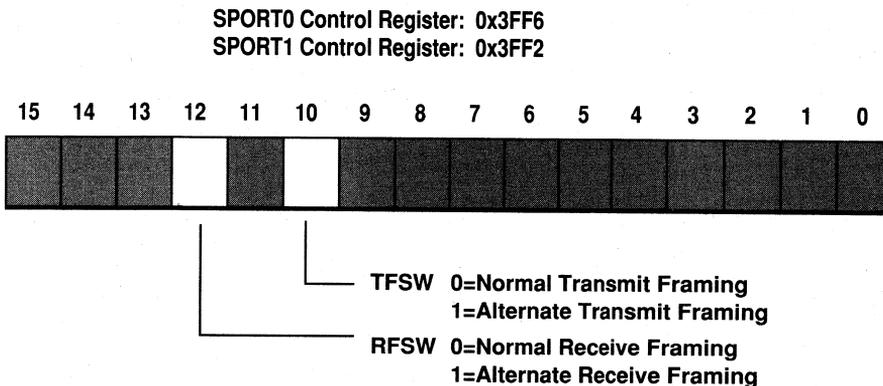 SPORT0 Control Register: 0x3FF6
SPORT1 Control Register: 0x3FF2
15 14 13 12 11 10 9 8 7 6 5 4 3 2 1 0
TFSW 0=Normal Transmit Framing
1=Alternate Transmit Framing
RFSW 0=Normal Receive Framing
1=Alternate Receive Framing